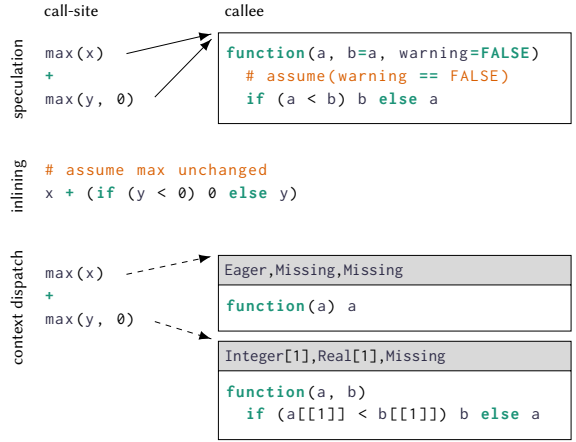 call-site callee
speculation
max(x)
+
max(y, 0)
function(a, b=a, warning=FALSE)
# assume(warning == FALSE)
if (a < b) b else a
inlining
# assume max unchanged
x + (if (y < 0) 0 else y)
context dispatch
max(x)
+
max(y, 0)
Eager,Missing,Missing
function(a) a
Integer[1],Real[1],Missing
function(a, b)
if (a[[1]] < b[[1]]) b else a